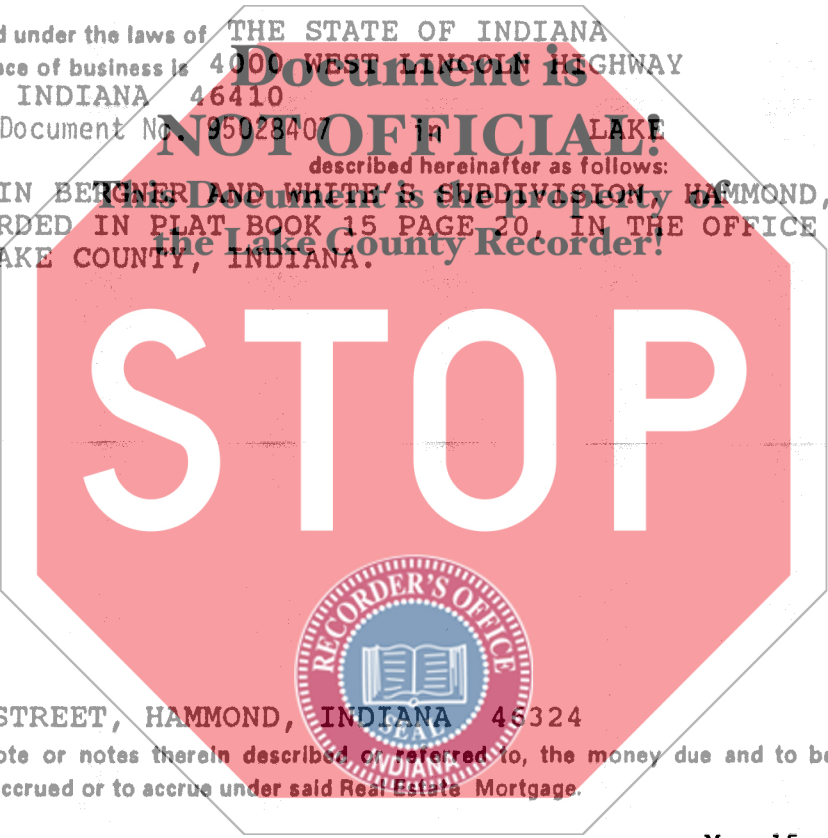 d under the laws of THE STATE OF INDIANA
ace of business is 4000 WEST LINCOLN HIGHWAY
Document is
INDIANA 46410
Document No. 95028407 in LAKE
NOT OFFICIAL!
described hereinafter as follows:
IN BERGNER AND WHITE'S SUBDIVISION, HAMMOND,
This Document is the property of
RDED IN PLAT BOOK 15 PAGE 20, IN THE OFFICE
the Lake County Recorder!
AKE COUNTY, INDIANA.
STOP
RECORDER'S OFFICE
SEAL
INDIANA
STREET, HAMMOND, INDIANA 46324
ote or notes therein described or referred to, the money due and to be
ccrued or to accrue under said Real Estate Mortgage.